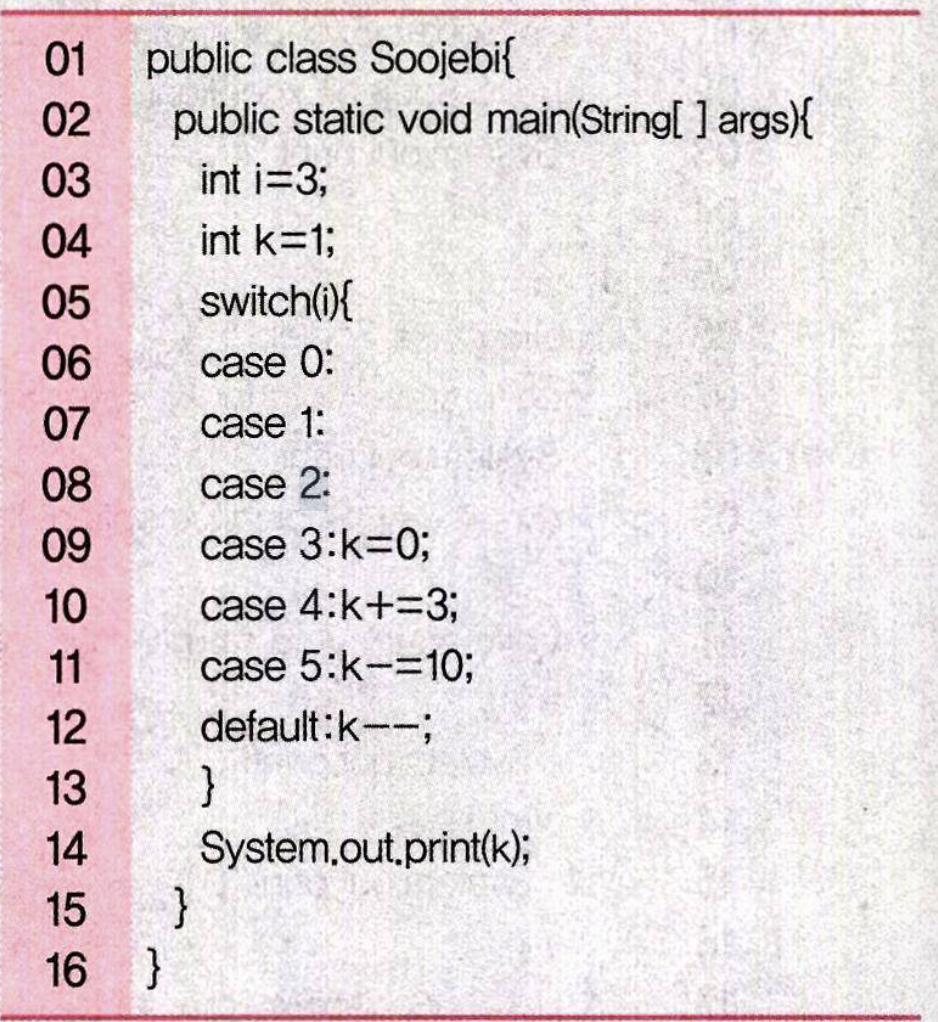 01 public class Soojebi{
02 public static void main(String[ ] args){
03 int i=3;
04 int k=1;
05 switch(i){
06 case 0:
07 case 1:
08 case 2:
09 case 3:k=0;
10 case 4:k+=3;
11 case 5:k-=10;
12 default:k--;
13 }
14 System.out.print(k);
15 }
16 }